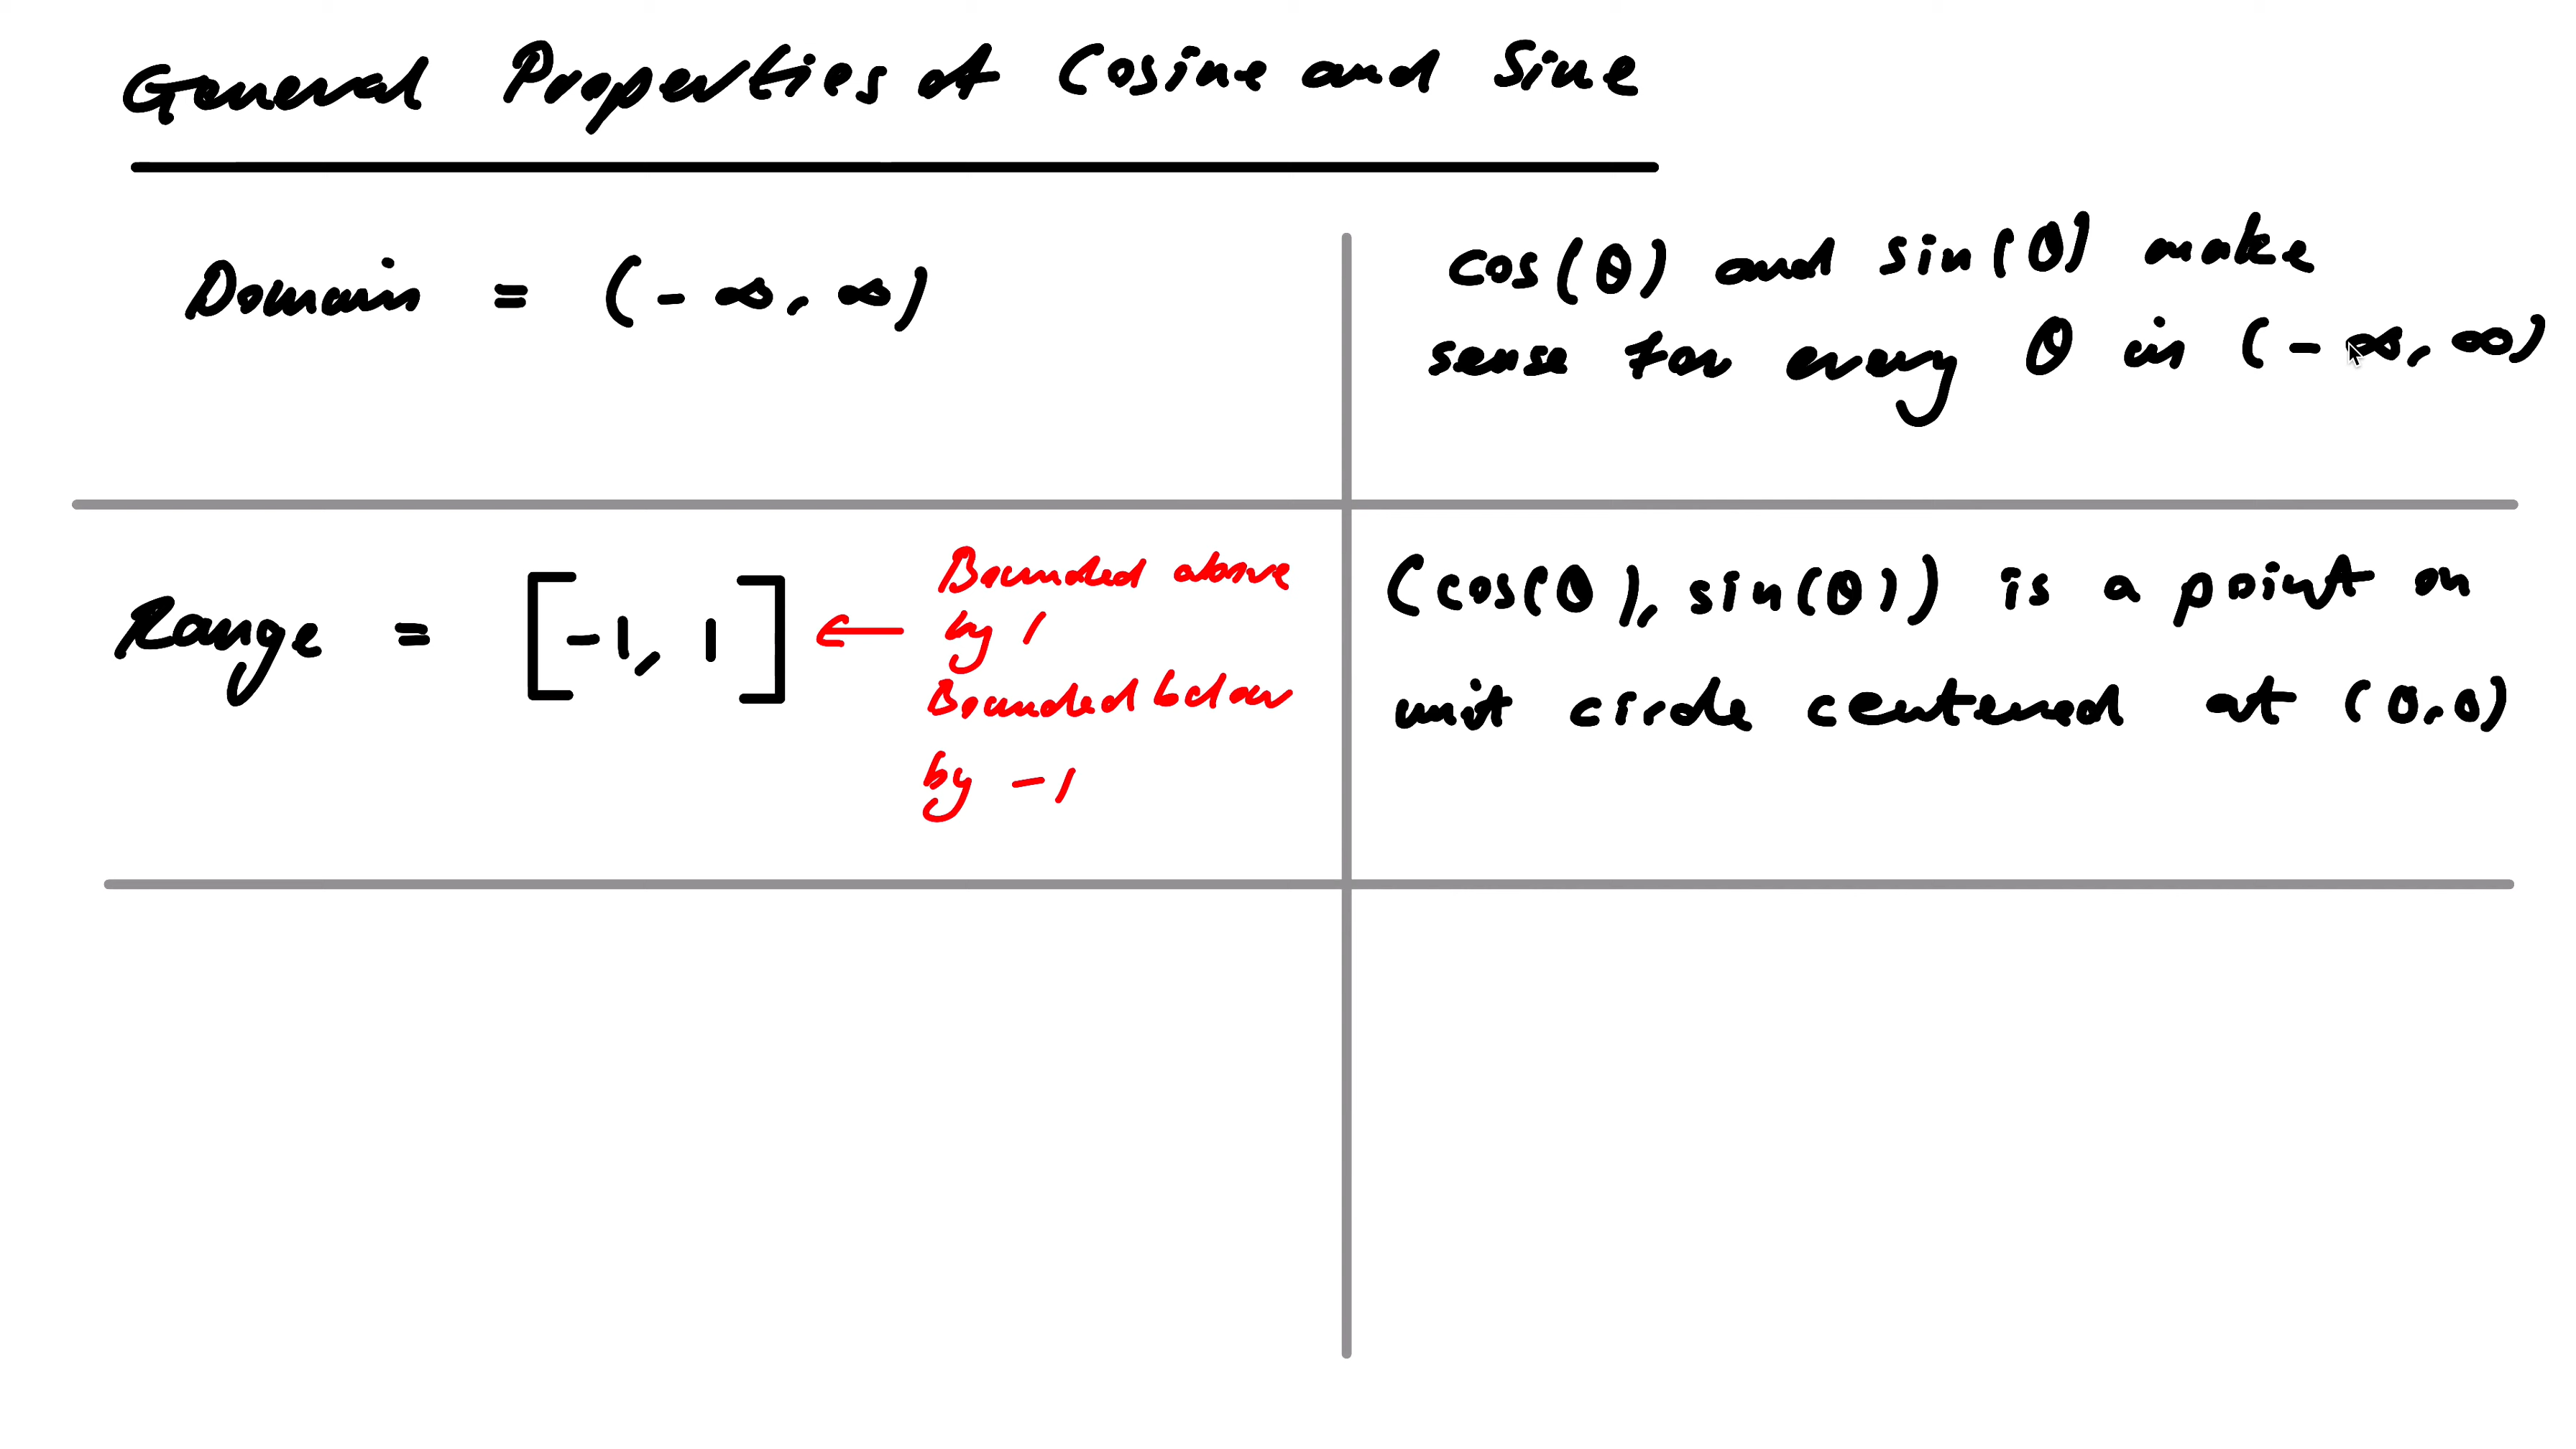 General Properties of Cosine and Sine
Domain = (-∞, ∞)
cos(θ) and sin(θ) make
sense for every θ in (-∞, ∞)
Range = [-1, 1] ←
Bounded above
by 1
Bounded below
by -1
(cos(θ), sin(θ)) is a point on
unit circle centered at (0,0)